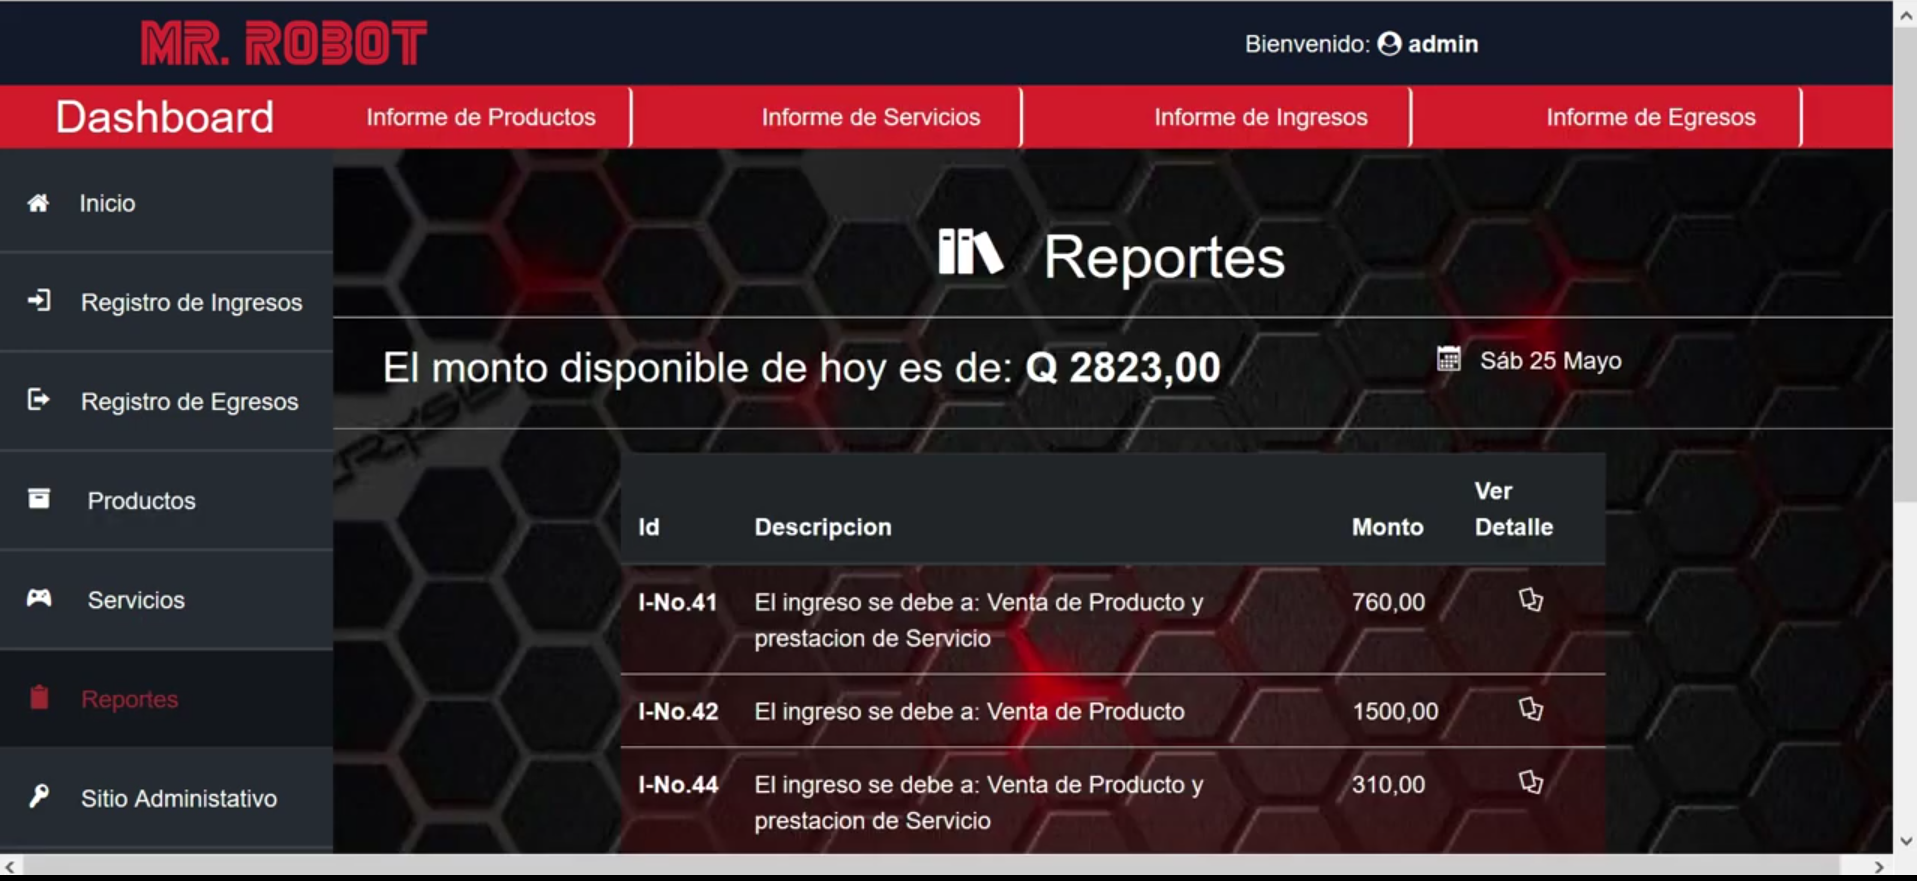 MR. ROBOT
Bienvenido: admin
Dashboard
Informe de Productos
Informe de Servicios
Informe de Ingresos
Informe de Egresos
Inicio
Registro de Ingresos
Registro de Egresos
Productos
Servicios
Reportes
Sitio Administativo
Reportes
El monto disponible de hoy es de: Q 2823,00
Sáb 25 Mayo
Id Descripcion Monto Ver Detalle
I-No.41 El ingreso se debe a: Venta de Producto y 760,00
prestacion de Servicio
I-No.42 El ingreso se debe a: Venta de Producto 1500,00
I-No.44 El ingreso se debe a: Venta de Producto y 310,00
prestacion de Servicio